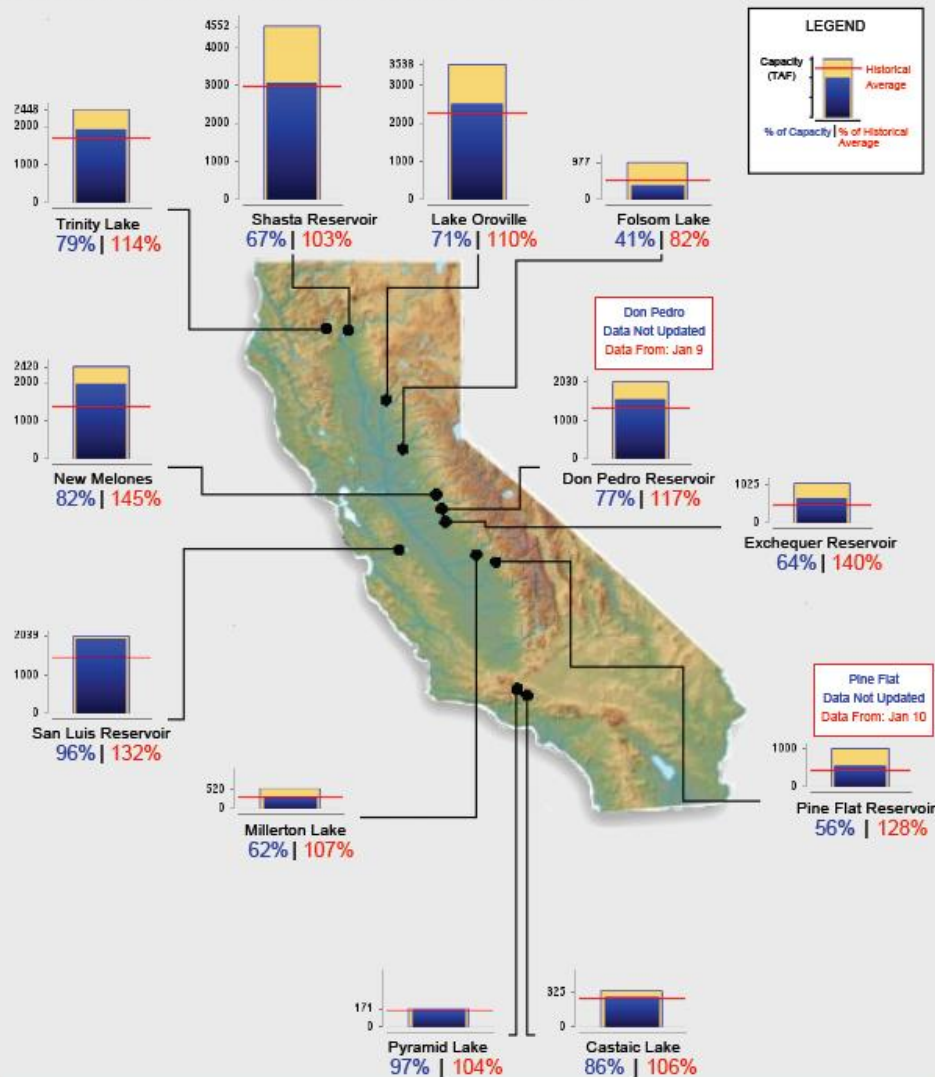 LEGEND
Capacity
(TAF)
Historical
Average
% of Capacity | % of Historical
Average
4552
4000
3000
2000
1000
0
Shasta Reservoir
67% | 103%
3538
3000
2000
1000
0
Lake Oroville
71% | 110%
2448
2000
1000
0
Trinity Lake
79% | 114%
977
0
Folsom Lake
41% | 82%
Don Pedro
Data Not Updated
Data From: Jan 9
2420
2000
1000
0
New Melones
82% | 145%
2030
1000
0
Don Pedro Reservoir
77% | 117%
1025
0
Exchequer Reservoir
64% | 140%
2039
1000
0
San Luis Reservoir
96% | 132%
Pine Flat
Data Not Updated
Data From: Jan 10
1000
0
Pine Flat Reservoir
56% | 128%
520
0
Millerton Lake
62% | 107%
171
0
Pyramid Lake
97% | 104%
325
0
Castaic Lake
86% | 106%